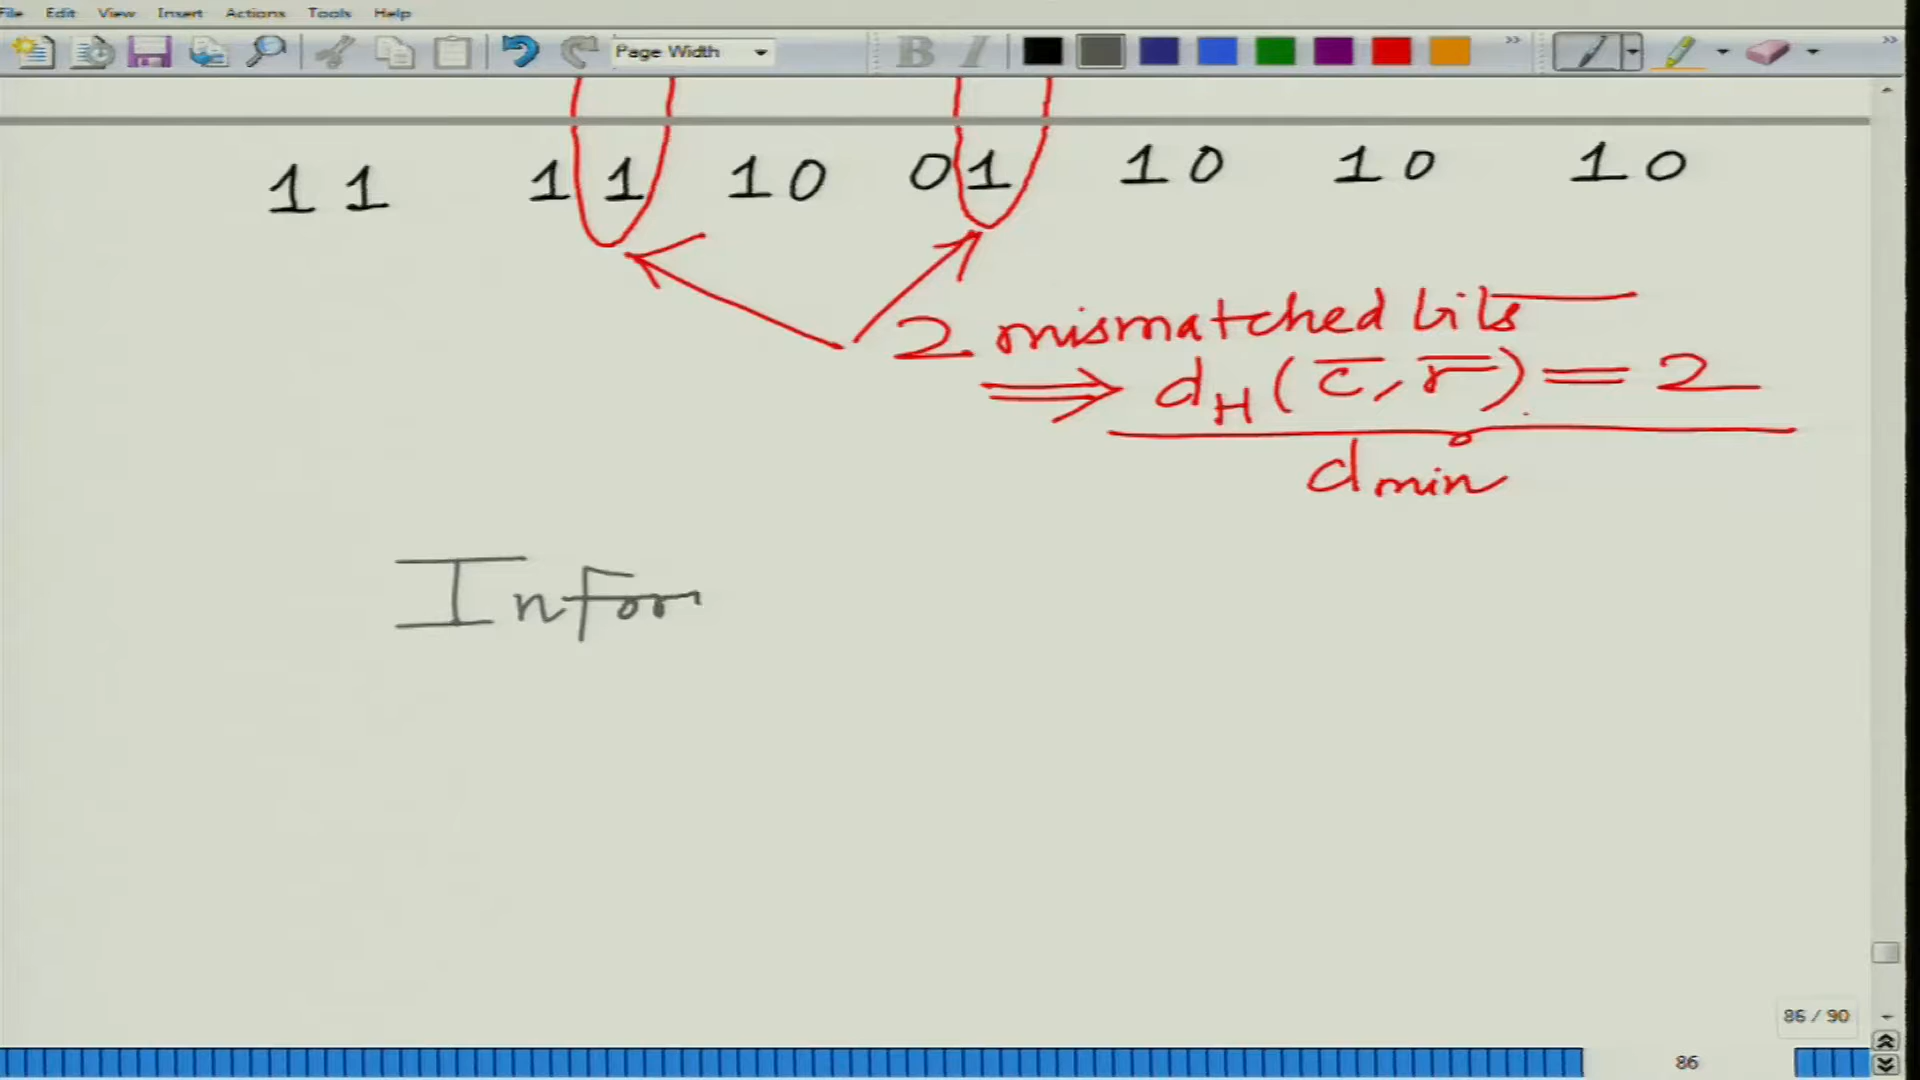 File Edit View Insert Actions Tools Help
Page Width
B I
11 11 10 01 10 10 10
2 mismatched bits
⟹ d_H(c̅, r̅) = 2
dmin
Infor
86 / 90
86